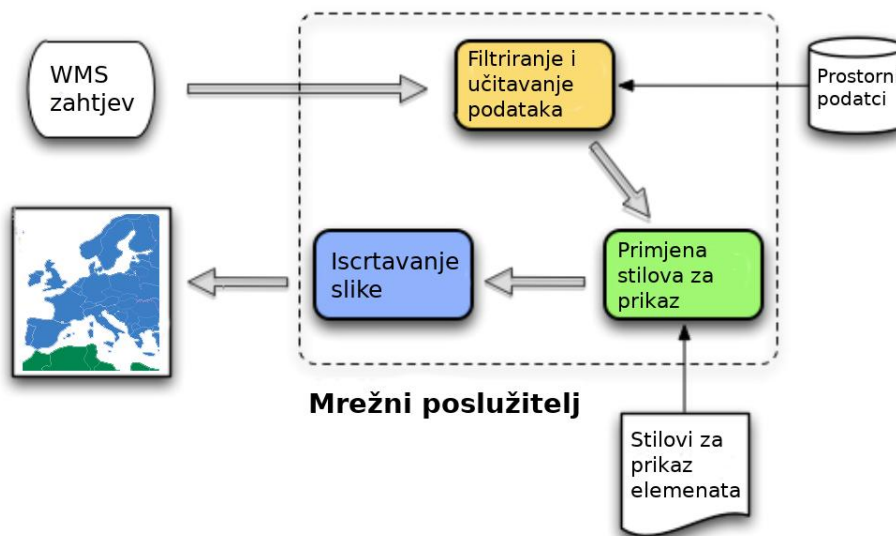 WMS
zahtjev
Filtriranje i
učitavanje
podataka
Prostorn
podatci
Iscrtavanje
slike
Primjena
stilova za
prikaz
Mrežni poslužitelj
Stilovi za
prikaz
elemenata